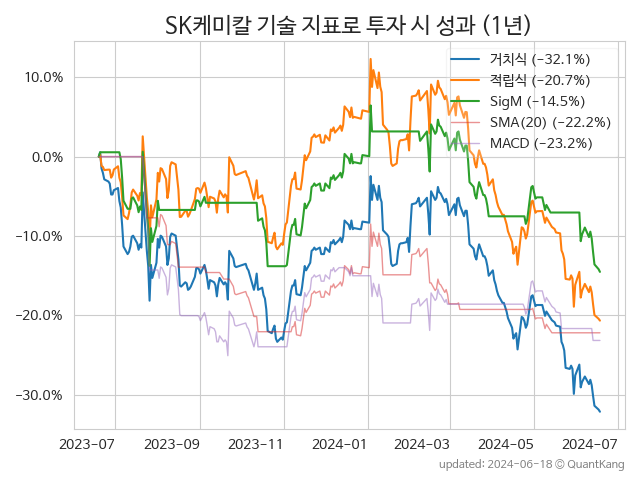 SK케미칼 기술 지표로 투자 시 성과 (1년)
거치식 (−32.1%)
적립식 (−20.7%)
SigM (−14.5%)
SMA(20) (−22.2%)
MACD (−23.2%)
10.0%
0.0%
−10.0%
−20.0%
−30.0%
2023-07 2023-09 2023-11 2024-01 2024-03 2024-05 2024-07
updated: 2024-06-18 © QuantKang